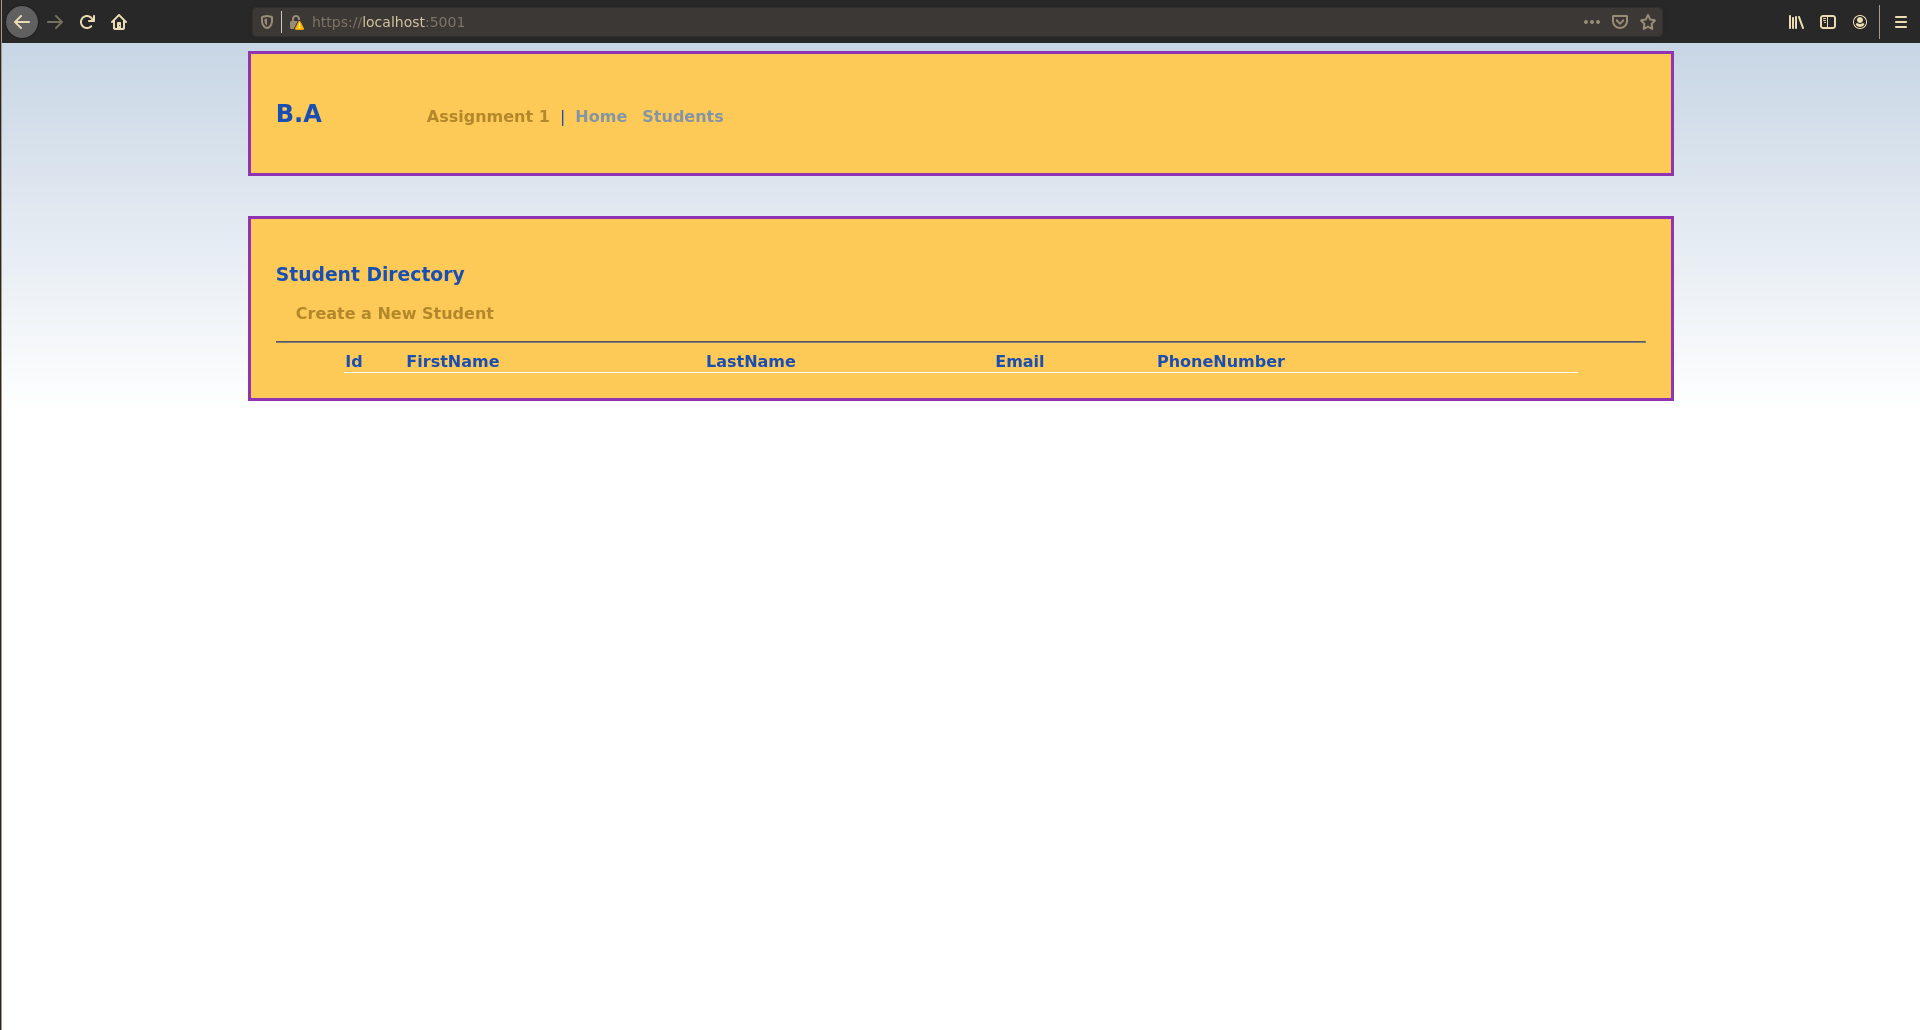 https://localhost:5001
B.A Assignment 1 | Home Students
Student Directory
Create a New Student
Id FirstName LastName Email PhoneNumber